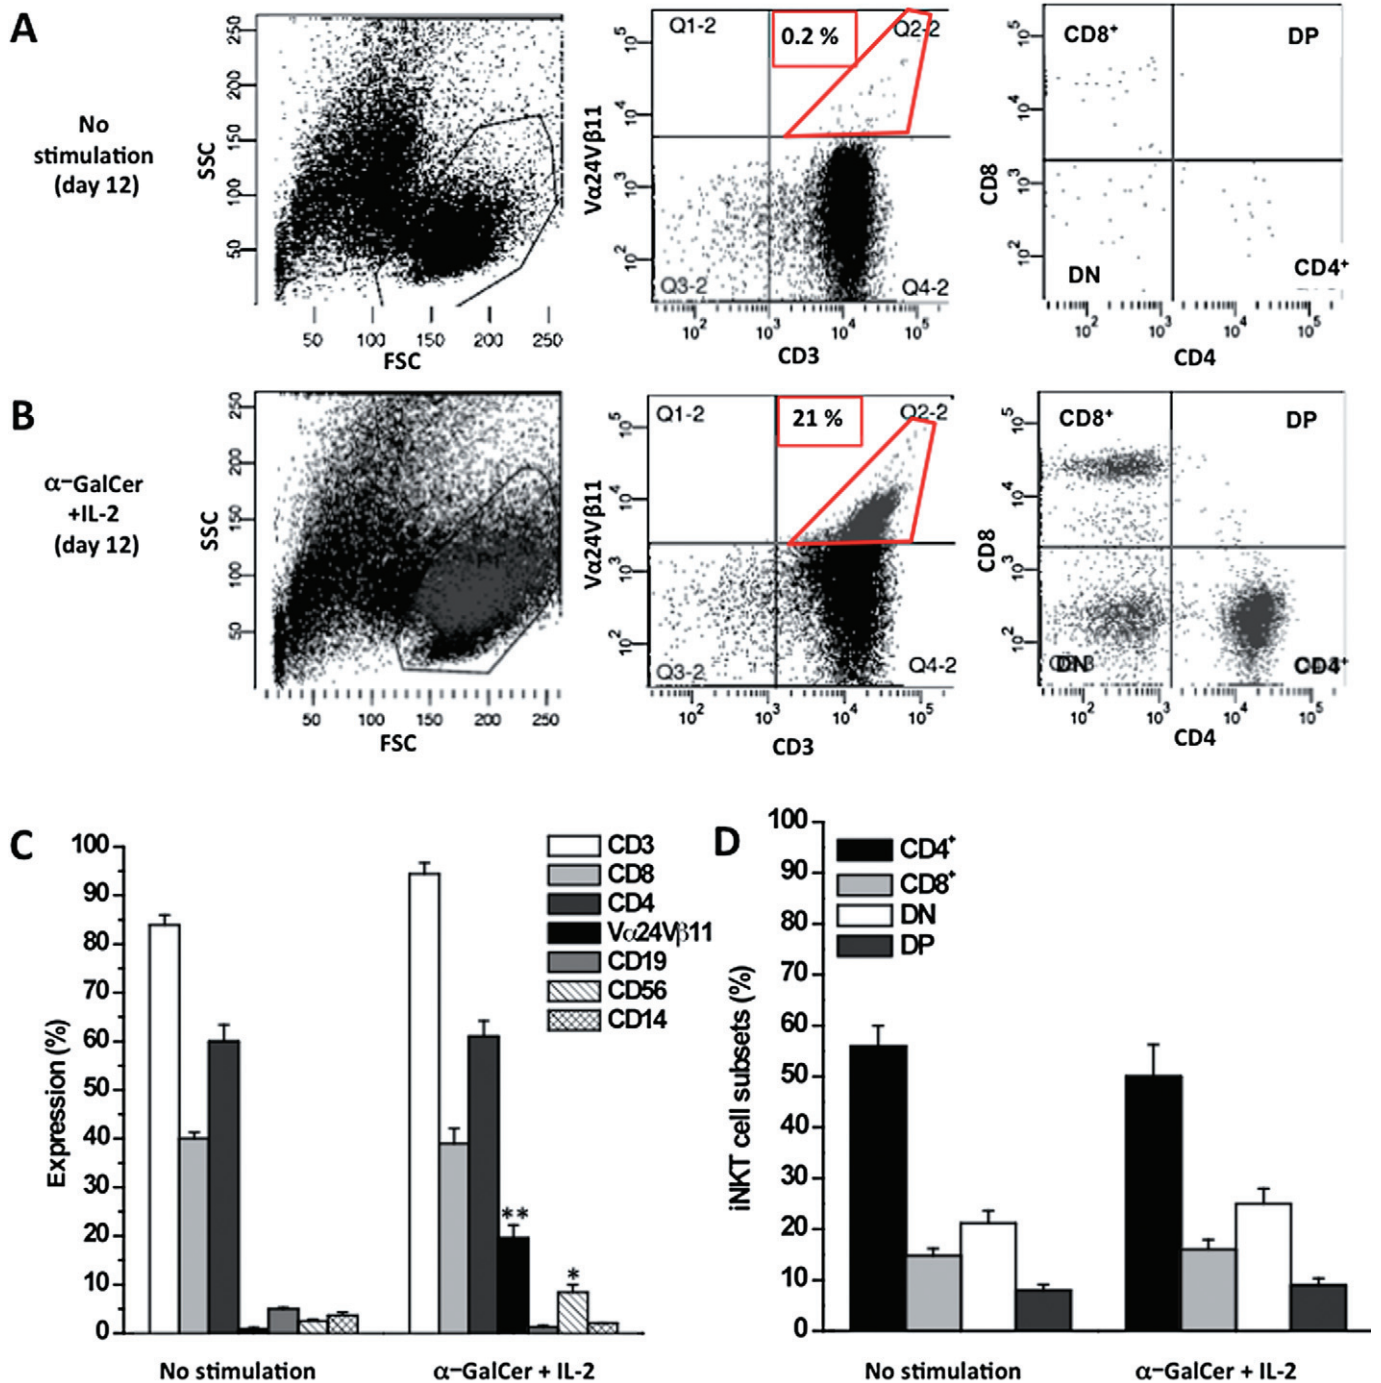 A
No
stimulation
(day 12)
SSC
250
200
150
100
50
50 100 150 200 250
FSC
Vα24Vβ11
10^5
10^4
10^3
10^2
Q1-2
0.2 %
Q2-2
Q3-2
Q4-2
10^2 10^3 10^4 10^5
CD3
CD8
10^5
10^4
10^3
10^2
CD8+
DP
DN
CD4+
10^2 10^3 10^4 10^5
CD4
B
α-GalCer
+IL-2
(day 12)
SSC
250
200
150
100
50
50 100 150 200 250
FSC
Vα24Vβ11
10^5
10^4
10^3
10^2
Q1-2
21 %
Q2-2
Q3-2
Q4-2
10^2 10^3 10^4 10^5
CD3
CD8
10^5
10^4
10^3
10^2
CD8+
DP
DN
CD4+
10^2 10^3 10^4 10^5
CD4
C
Expression (%)
100
90
80
70
60
50
40
30
20
10
0
CD3
CD8
CD4
Vα24Vβ11
CD19
CD56
CD14
**
*
No stimulation
α-GalCer + IL-2
D
iNKT cell subsets (%)
100
90
80
70
60
50
40
30
20
10
0
CD4+
CD8+
DN
DP
No stimulation
α-GalCer + IL-2